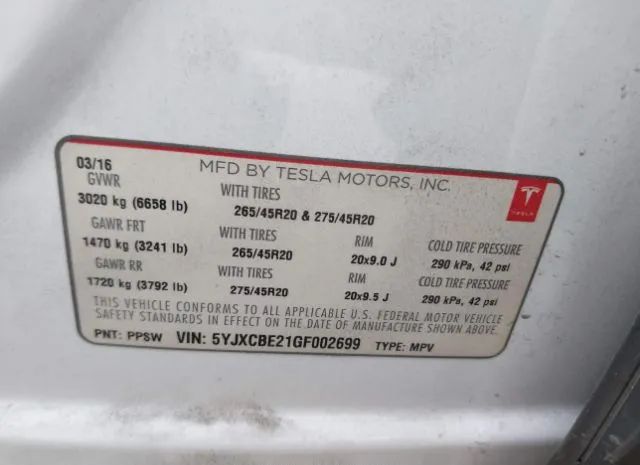 03/16 MFD BY TESLA MOTORS, INC.
GVWR WITH TIRES
3020 kg (6658 lb) 265/45R20 & 275/45R20
GAWR FRT WITH TIRES RIM COLD TIRE PRESSURE
1470 kg (3241 lb) 265/45R20 20x9.0 J 290 kPa, 42 psi
GAWR RR WITH TIRES RIM COLD TIRE PRESSURE
1720 kg (3792 lb) 275/45R20 20x9.5 J 290 kPa, 42 psi
THIS VEHICLE CONFORMS TO ALL APPLICABLE U.S. FEDERAL MOTOR VEHICLE
SAFETY STANDARDS IN EFFECT ON THE DATE OF MANUFACTURE SHOWN ABOVE.
PNT: PPSW VIN: 5YJXCBE21GF002699 TYPE: MPV
TESLA